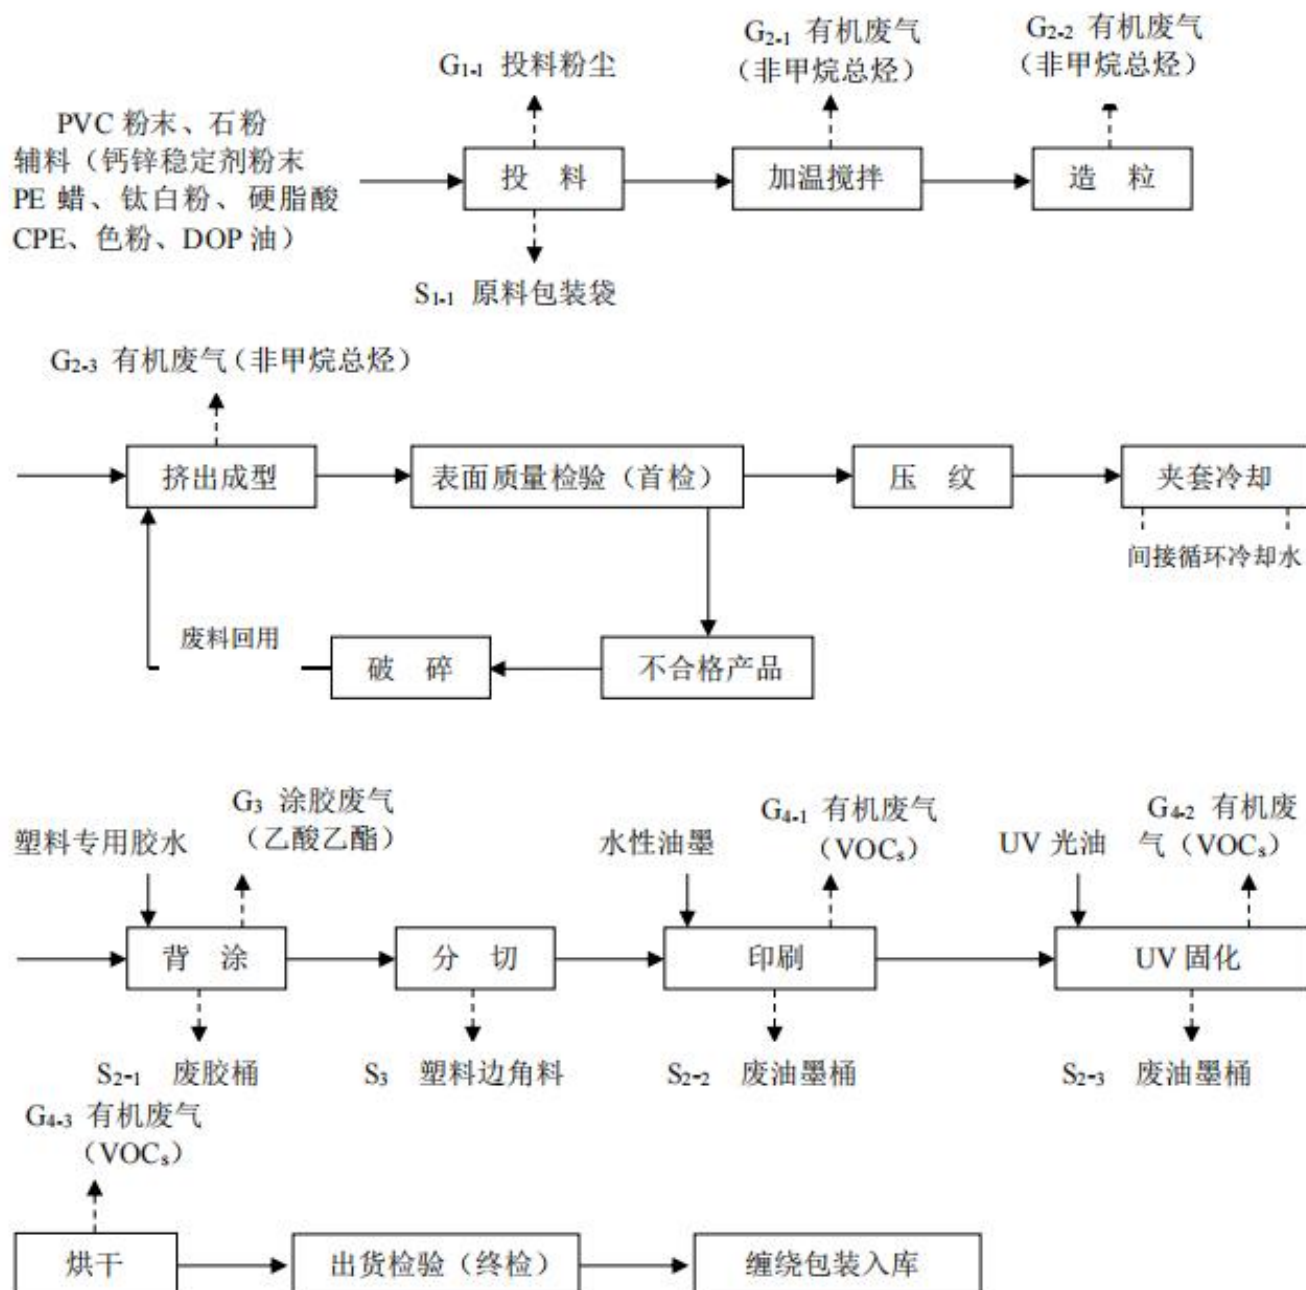 G1-1 投料粉尘
G2-1 有机废气
（非甲烷总烃）
G2-2 有机废气
（非甲烷总烃）
PVC 粉末、石粉
辅料（钙锌稳定剂粉末
PE 蜡、钛白粉、硬脂酸
CPE、色粉、DOP 油）
投 料
加温搅拌
造 粒
S1-1 原料包装袋
G2-3 有机废气（非甲烷总烃）
挤出成型
表面质量检验（首检）
压 纹
夹套冷却
间接循环冷却水
废料回用
破 碎
不合格产品
塑料专用胶水
G3 涂胶废气
（乙酸乙酯）
水性油墨
G4-1 有机废气
（VOCs）
UV 光油
G4-2 有机废
气（VOCs）
背 涂
分 切
印刷
UV 固化
S2-1 废胶桶
S3 塑料边角料
S2-2 废油墨桶
S2-3 废油墨桶
G4-3 有机废气
（VOCs）
烘干
出货检验（终检）
缠绕包装入库